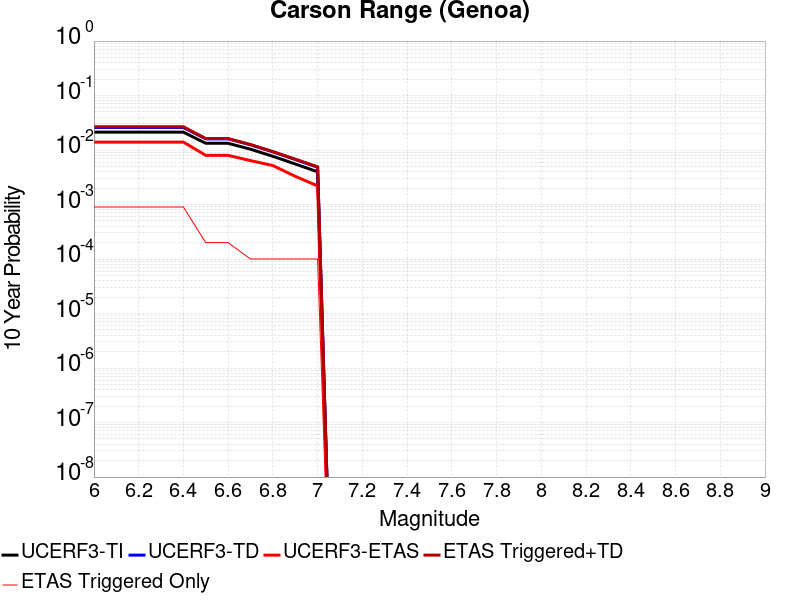 Carson Range (Genoa)
10 Year Probability
10^0
10^-1
10^-2
10^-3
10^-4
10^-5
10^-6
10^-7
10^-8
6 6.2 6.4 6.6 6.8 7 7.2 7.4 7.6 7.8 8 8.2 8.4 8.6 8.8 9
Magnitude
UCERF3-TI UCERF3-TD UCERF3-ETAS ETAS Triggered+TD
ETAS Triggered Only